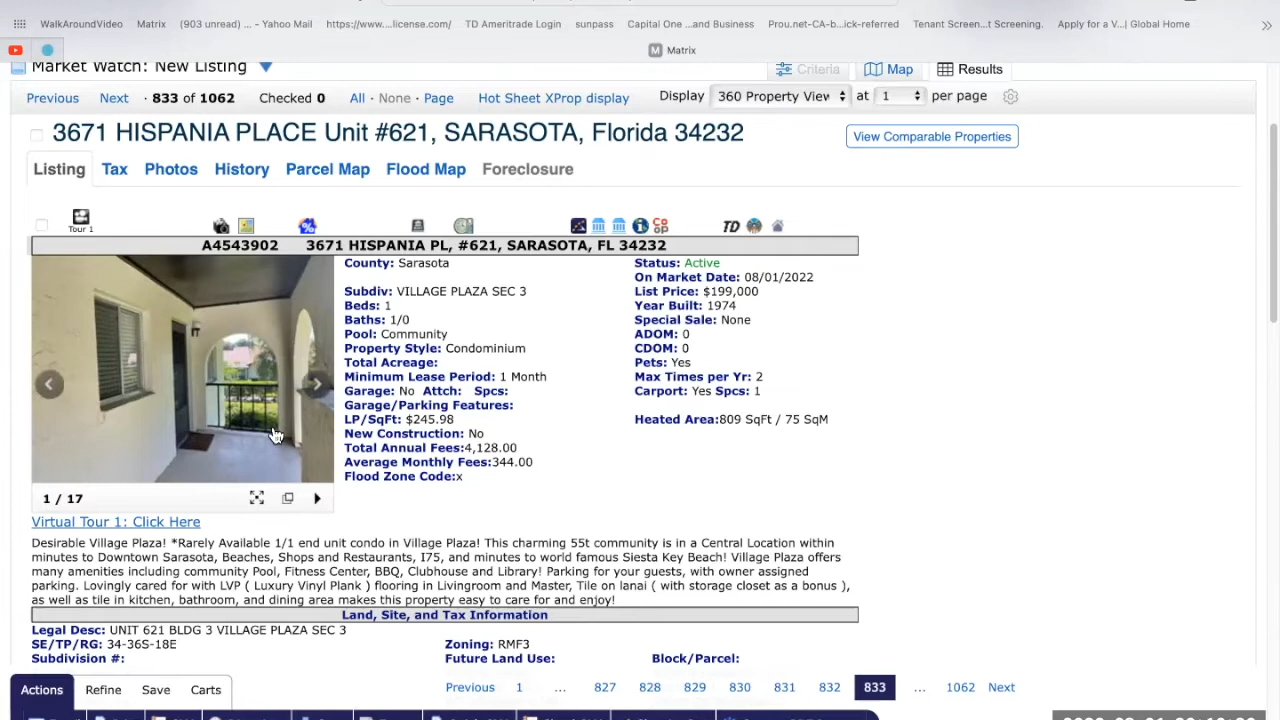 WalkAroundVideo Matrix (903 unread) ... - Yahoo Mail https://www....license.com/ TD Ameritrade Login sunpass Capital One ...and Business Prou.net-CA-b...ick-referred Tenant Screen...t Screening. Apply for a V...| Global Home »
M Matrix
Market Watch: New Listing Criteria Map Results
Previous Next · 833 of 1062 Checked 0 All · None · Page Hot Sheet XProp display Display 360 Property View at 1 per page
3671 HISPANIA PLACE Unit #621, SARASOTA, Florida 34232 View Comparable Properties
Listing Tax Photos History Parcel Map Flood Map Foreclosure
Tour 1 CO OP TD
A4543902 3671 HISPANIA PL, #621, SARASOTA, FL 34232
County: Sarasota Status: Active
On Market Date: 08/01/2022
Subdiv: VILLAGE PLAZA SEC 3 List Price: $199,000
Beds: 1 Year Built: 1974
Baths: 1/0 Special Sale: None
Pool: Community ADOM: 0
Property Style: Condominium CDOM: 0
Total Acreage: Pets: Yes
Minimum Lease Period: 1 Month Max Times per Yr: 2
Garage: No Attch: Spcs: Carport: Yes Spcs: 1
Garage/Parking Features:
LP/SqFt: $245.98 Heated Area:809 SqFt / 75 SqM
New Construction: No
Total Annual Fees:4,128.00
Average Monthly Fees:344.00
Flood Zone Code:x
1 / 17
Virtual Tour 1: Click Here
Desirable Village Plaza! *Rarely Available 1/1 end unit condo in Village Plaza! This charming 55t community is in a Central Location within
minutes to Downtown Sarasota, Beaches, Shops and Restaurants, I75, and minutes to world famous Siesta Key Beach! Village Plaza offers
many amenities including community Pool, Fitness Center, BBQ, Clubhouse and Library! Parking for your guests, with owner assigned
parking. Lovingly cared for with LVP ( Luxury Vinyl Plank ) flooring in Livingroom and Master, Tile on lanai ( with storage closet as a bonus ),
as well as tile in kitchen, bathroom, and dining area makes this property easy to care for and enjoy!
Land, Site, and Tax Information
Legal Desc: UNIT 621 BLDG 3 VILLAGE PLAZA SEC 3
SE/TP/RG: 34-36S-18E Zoning: RMF3
Subdivision #: Future Land Use: Block/Parcel:
Actions Refine Save Carts Previous 1 ... 827 828 829 830 831 832 833 ... 1062 Next